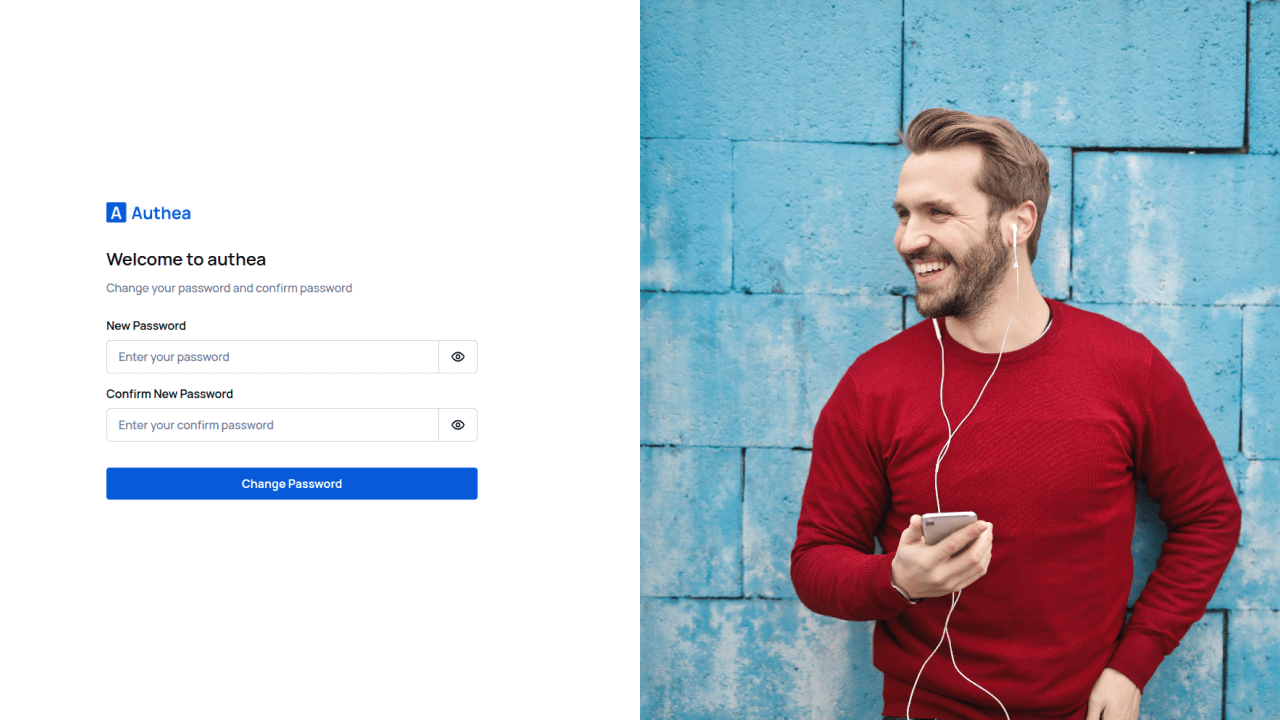 A Authea
Welcome to authea
Change your password and confirm password
New Password
Enter your password
Confirm New Password
Enter your confirm password
Change Password